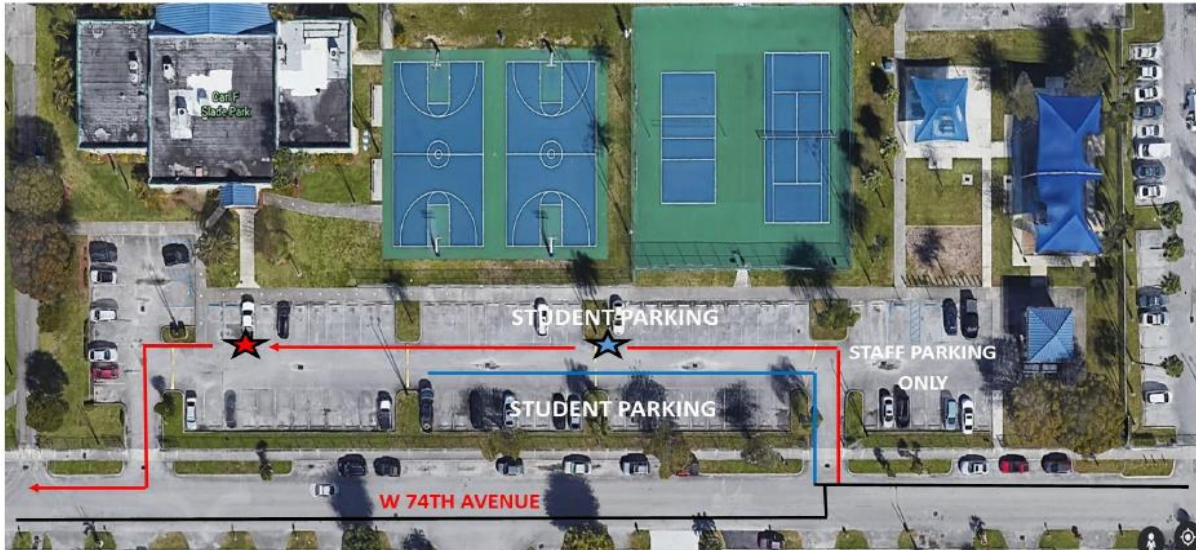 Carl F
Slade Park
STUDENT PARKING
STAFF PARKING
ONLY
STUDENT PARKING
W 74TH AVENUE